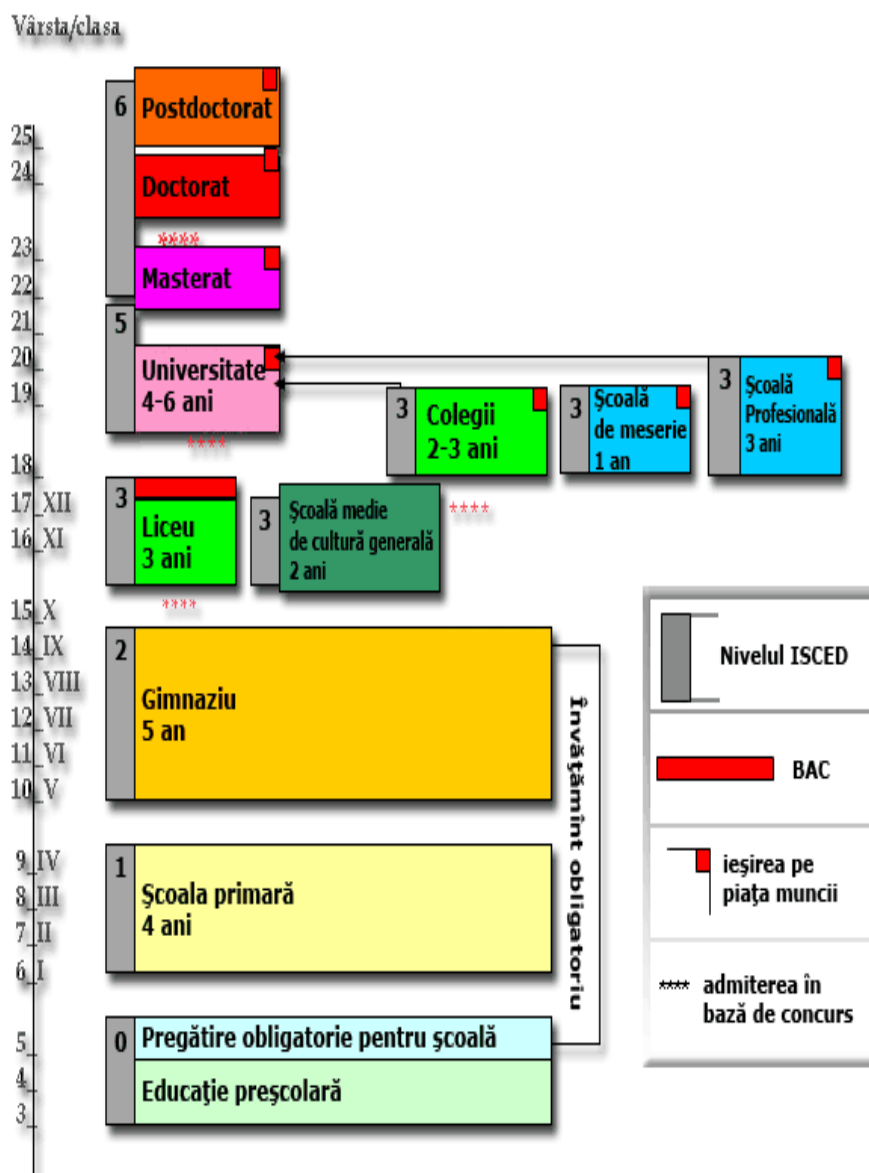 Vârsta/clasa
6
Postdoctorat
25
24
Doctorat
****
23
Masterat
22
21
5
20
Universitate
4-6 ani
19
****
3
Colegii
2-3 ani
3
Şcoală
de meserie
1 an
3
Şcoală
Profesională
3 ani
18
3
Liceu
3 ani
17 XII
16 XI
3
Şcoală medie
de cultură generală
2 ani
****
****
15 X
14 IX
2
Gimnaziu
5 an
13 VIII
12 VII
11 VI
10 V
9 IV
1
Şcoala primară
4 ani
8 III
7 II
6 I
0
Pregătire obligatorie pentru şcoală
5
Educaţie preşcolară
4
3
Învăţămînt obligatoriu
Nivelul ISCED
BAC
ieşirea pe
piaţa muncii
**** admiterea în
bază de concurs